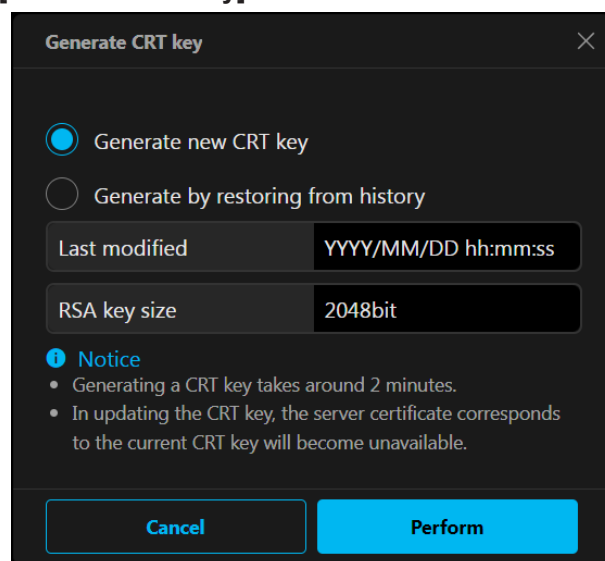 Generate CRT key
Generate new CRT key
Generate by restoring from history
Last modified YYYY/MM/DD hh:mm:ss
RSA key size 2048bit
Notice
• Generating a CRT key takes around 2 minutes.
• In updating the CRT key, the server certificate corresponds
to the current CRT key will become unavailable.
Cancel Perform